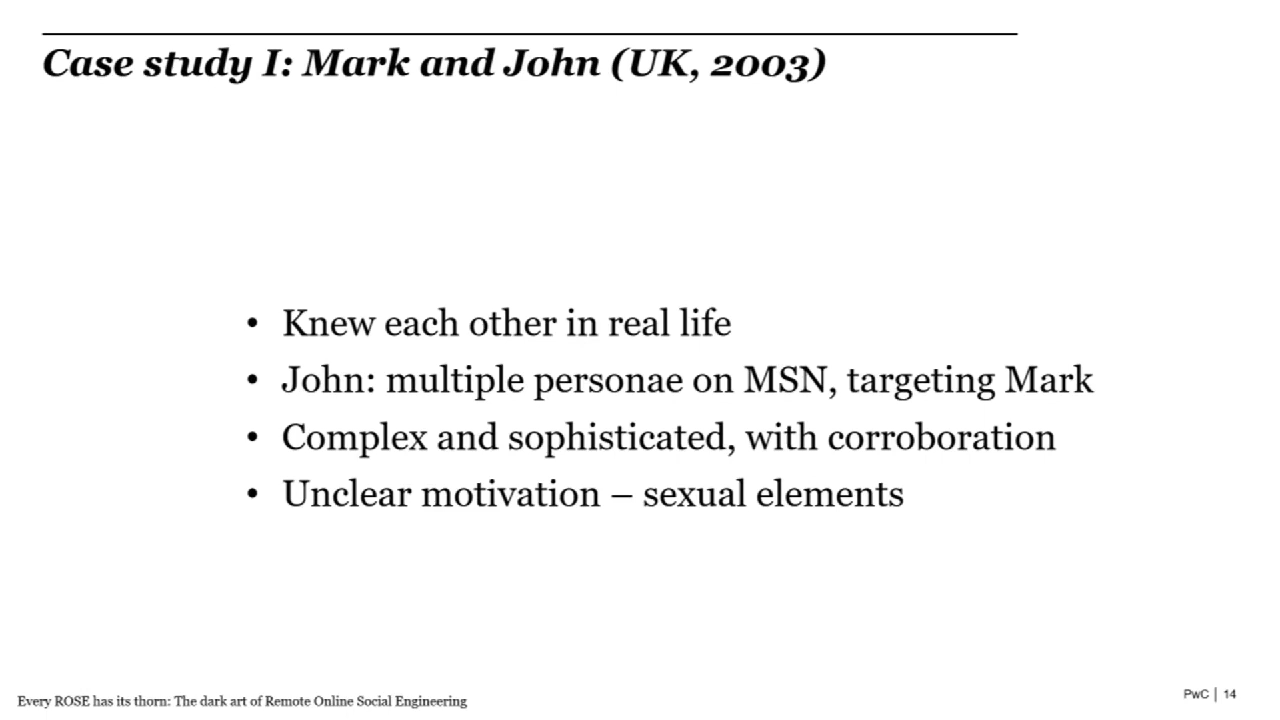 Case study I: Mark and John (UK, 2003)
• Knew each other in real life
• John: multiple personae on MSN, targeting Mark
• Complex and sophisticated, with corroboration
• Unclear motivation – sexual elements
Every ROSE has its thorn: The dark art of Remote Online Social Engineering
PwC | 14